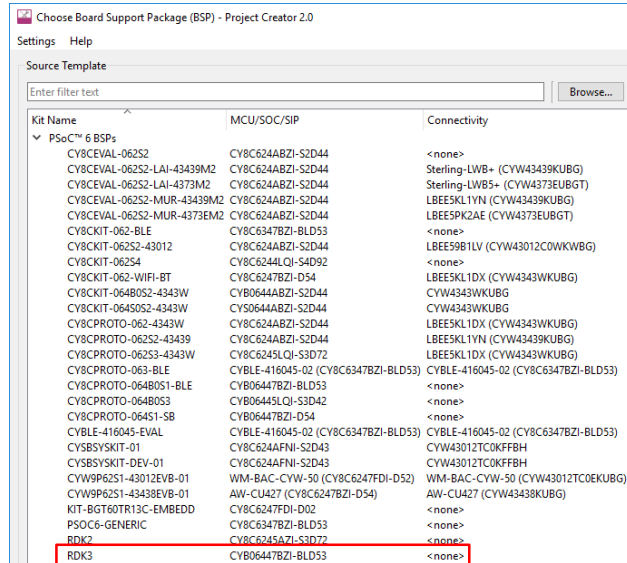 Choose Board Support Package (BSP) - Project Creator 2.0
Settings Help
Source Template
Enter filter text Browse...
Kit Name MCU/SOC/SIP Connectivity
PSoC™ 6 BSPs
CY8CEVAL-062S2 CY8C624ABZI-S2D44 <none>
CY8CEVAL-062S2-LAI-43439M2 CY8C624ABZI-S2D44 Sterling-LWB+ (CYW43439KUBG)
CY8CEVAL-062S2-LAI-4373M2 CY8C624ABZI-S2D44 Sterling-LWB5+ (CYW4373EUBGT)
CY8CEVAL-062S2-MUR-43439M2 CY8C624ABZI-S2D44 LBEE5KL1YN (CYW43439KUBG)
CY8CEVAL-062S2-MUR-4373EM2 CY8C624ABZI-S2D44 LBEE5PK2AE (CYW4373EUBGT)
CY8CKIT-062-BLE CY8C6347BZI-BLD53 <none>
CY8CKIT-062S2-43012 CY8C624ABZI-S2D44 LBEE59B1LV (CYW43012C0WKWBG)
CY8CKIT-062S4 CY8C6244LQI-S4D92 <none>
CY8CKIT-062-WIFI-BT CY8C6247BZI-D54 LBEE5KL1DX (CYW4343WKUBG)
CY8CKIT-064B0S2-4343W CYB0644ABZI-S2D44 CYW4343WKUBG
CY8CKIT-064S0S2-4343W CYS0644ABZI-S2D44 CYW4343WKUBG
CY8CPROTO-062-4343W CY8C624ABZI-S2D44 LBEE5KL1DX (CYW4343WKUBG)
CY8CPROTO-062S2-43439 CY8C624ABZI-S2D44 LBEE5KL1YN (CYW43439KUBG)
CY8CPROTO-062S3-4343W CY8C6245LQI-S3D72 LBEE5KL1DX (CYW4343WKUBG)
CY8CPROTO-063-BLE CYBLE-416045-02 (CY8C6347BZI-BLD53) CYBLE-416045-02 (CY8C6347BZI-BLD53)
CY8CPROTO-064B0S1-BLE CYB06447BZI-BLD53 <none>
CY8CPROTO-064B0S3 CYB06445LQI-S3D42 <none>
CY8CPROTO-064S1-SB CYB06447BZI-D54 <none>
CYBLE-416045-EVAL CYBLE-416045-02 (CY8C6347BZI-BLD53) CYBLE-416045-02 (CY8C6347BZI-BLD53)
CYSBSYSKIT-01 CY8C624AFNI-S2D43 CYW43012TC0KFFBH
CYSBSYSKIT-DEV-01 CY8C624AFNI-S2D43 CYW43012TC0KFFBH
CYW9P62S1-43012EVB-01 WM-BAC-CYW-50 (CY8C6247FDI-D52) WM-BAC-CYW-50 (CYW43012TC0EKUBG)
CYW9P62S1-43438EVB-01 AW-CU427 (CY8C6247BZI-D54) AW-CU427 (CYW43438KUBG)
KIT-BGT60TR13C-EMBEDD CY8C6247FDI-D02 <none>
PSOC6-GENERIC CY8C6347BZI-BLD53 <none>
RDK2 CY8C6245AZI-S3D72 <none>
RDK3 CYB06447BZI-BLD53 <none>